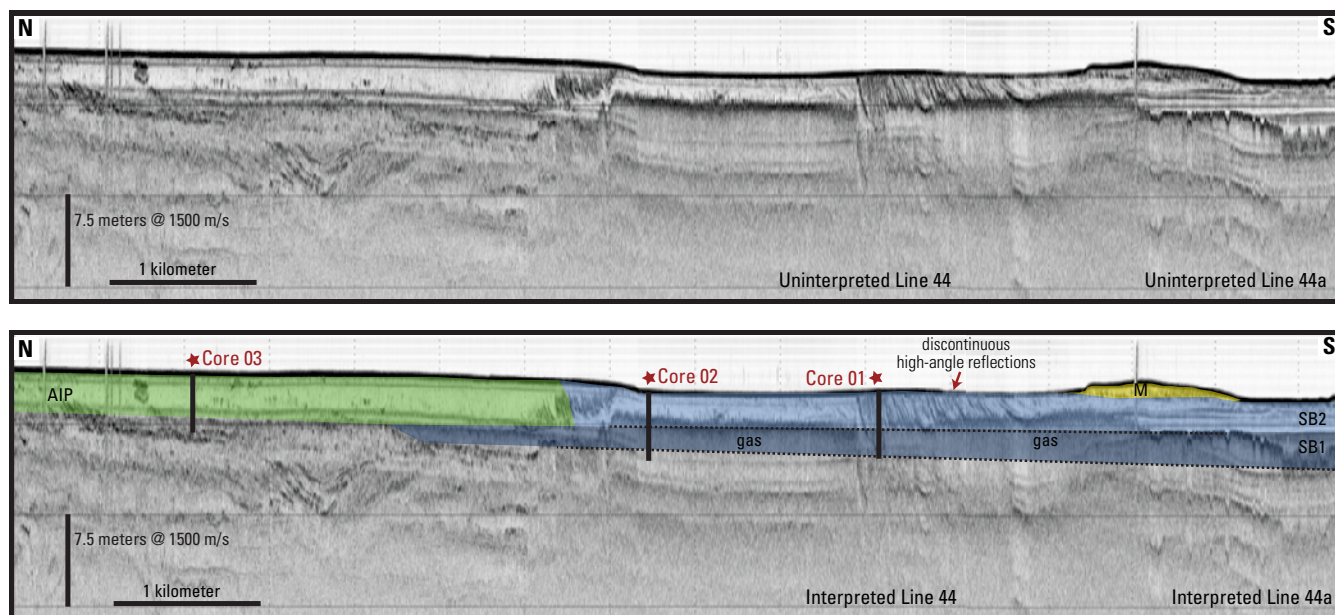 N
S
7.5 meters @ 1500 m/s
1 kilometer
Uninterpreted Line 44
Uninterpreted Line 44a
N
S
Core 03
Core 02
Core 01
discontinuous
high-angle reflections
AIP
M
SB2
gas
gas
SB1
7.5 meters @ 1500 m/s
1 kilometer
Interpreted Line 44
Interpreted Line 44a